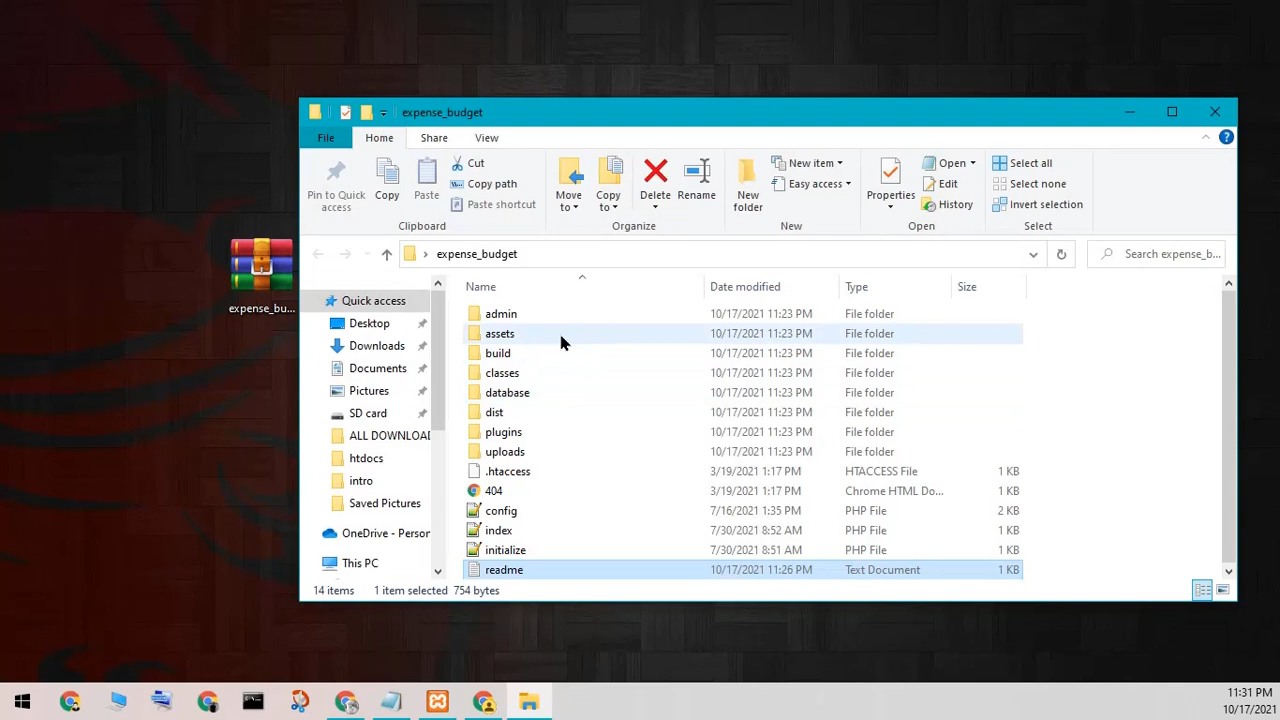 expense_budget
File Home Share View
Pin to Quick access
Copy
Paste
Cut
Copy path
Paste shortcut
Move to
Copy to
Delete
Rename
New folder
New item
Easy access
Properties
Open
Edit
History
Select all
Select none
Invert selection
Clipboard Organize New Open Select
expense_budget
Search expense_b...
Name Date modified Type Size
Quick access
Desktop
Downloads
Documents
Pictures
SD card
ALL DOWNLOAD
htdocs
intro
Saved Pictures
OneDrive - Person
This PC
admin 10/17/2021 11:23 PM File folder
assets 10/17/2021 11:23 PM File folder
build 10/17/2021 11:23 PM File folder
classes 10/17/2021 11:23 PM File folder
database 10/17/2021 11:23 PM File folder
dist 10/17/2021 11:23 PM File folder
plugins 10/17/2021 11:23 PM File folder
uploads 10/17/2021 11:23 PM File folder
.htaccess 3/19/2021 1:17 PM HTACCESS File 1 KB
404 3/19/2021 1:17 PM Chrome HTML Do... 1 KB
config 7/16/2021 1:35 PM PHP File 2 KB
index 7/30/2021 8:52 AM PHP File 1 KB
initialize 7/30/2021 8:51 AM PHP File 1 KB
readme 10/17/2021 11:26 PM Text Document 1 KB
14 items 1 item selected 754 bytes
expense_bu...
11:31 PM
10/17/2021